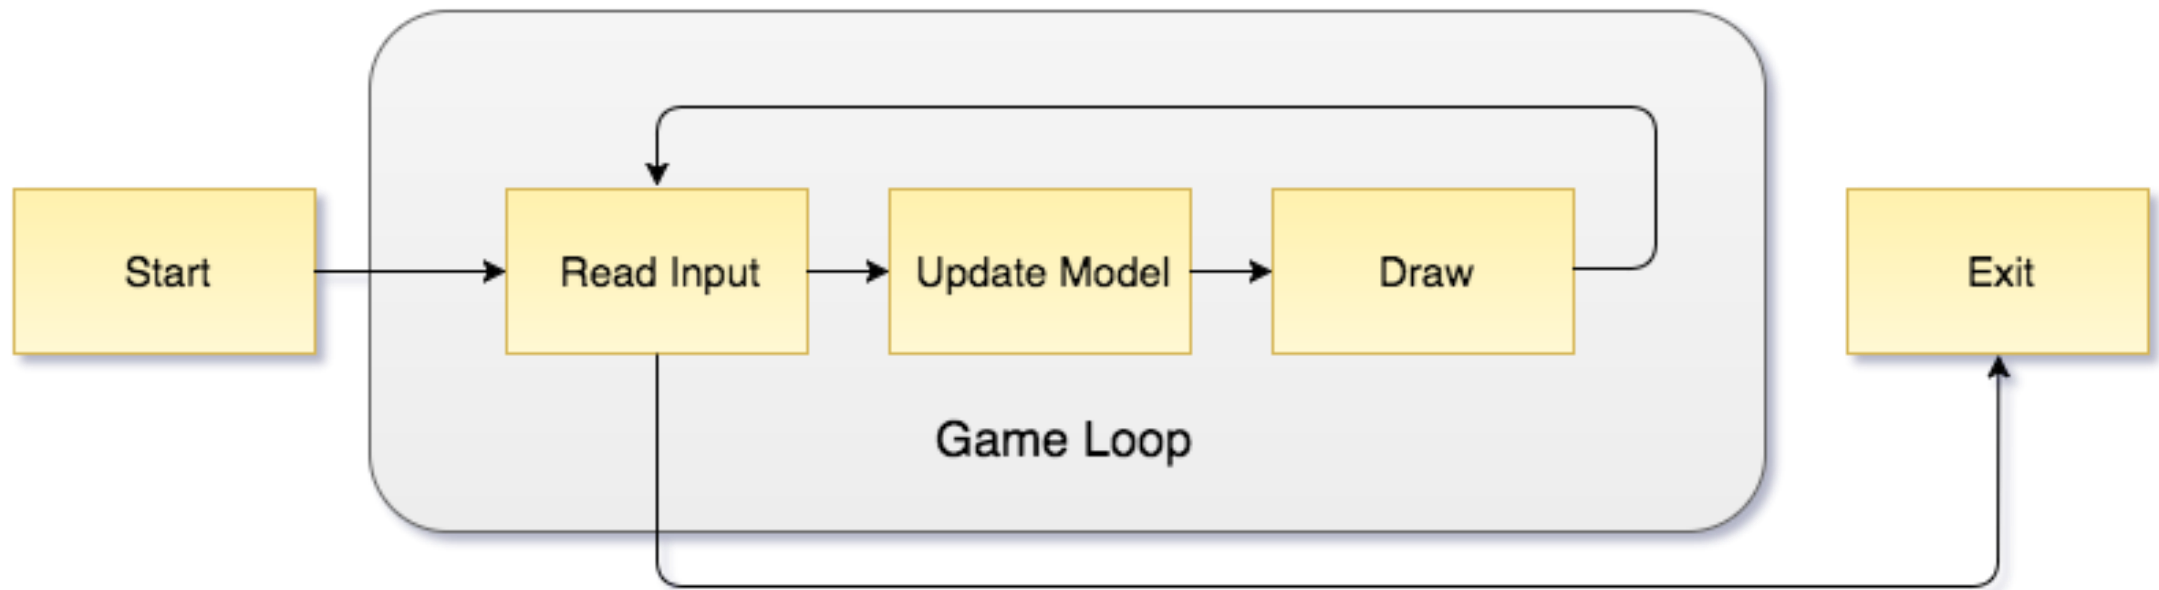 Start
Read Input
Update Model
Draw
Exit
Game Loop